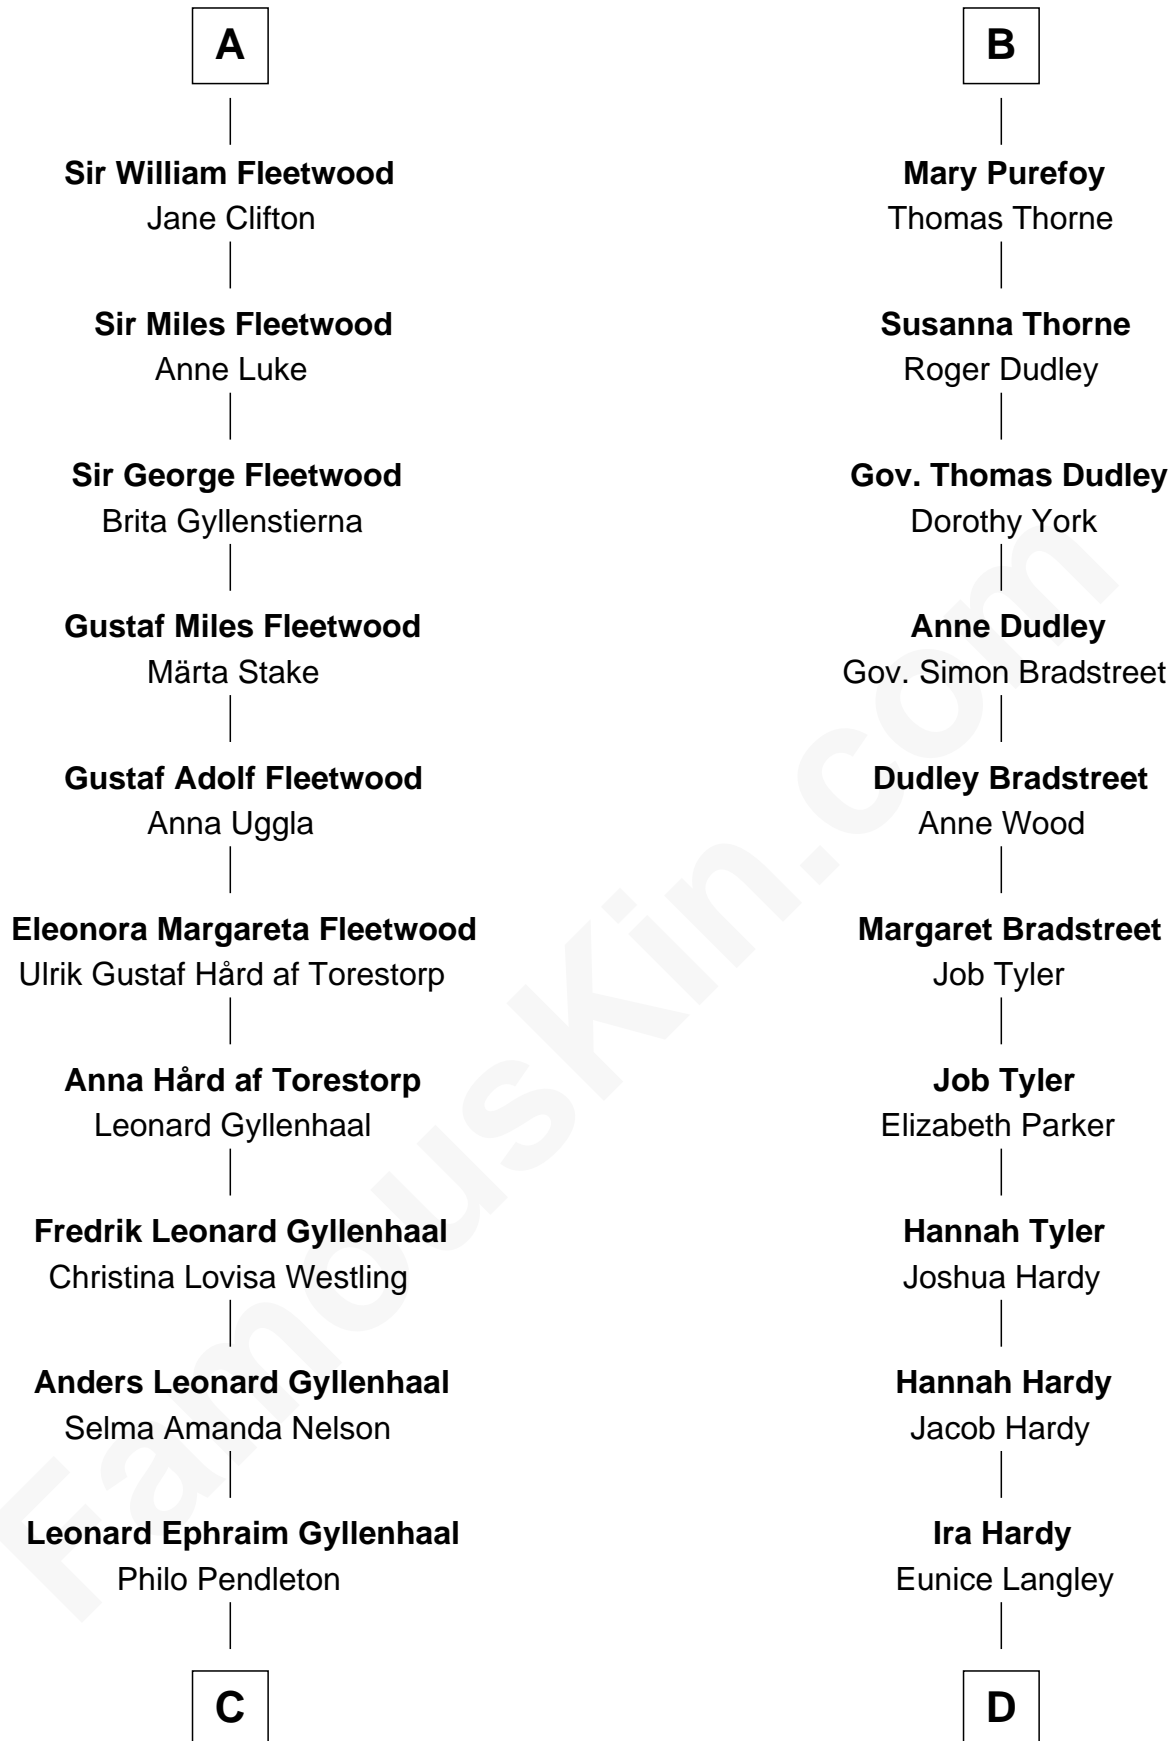 A
Sir William Fleetwood
Jane Clifton
Sir Miles Fleetwood
Anne Luke
Sir George Fleetwood
Brita Gyllenstierna
Gustaf Miles Fleetwood
Märta Stake
Gustaf Adolf Fleetwood
Anna Uggla
Eleonora Margareta Fleetwood
Ulrik Gustaf Hård af Torestorp
Anna Hård af Torestorp
Leonard Gyllenhaal
Fredrik Leonard Gyllenhaal
Christina Lovisa Westling
Anders Leonard Gyllenhaal
Selma Amanda Nelson
Leonard Ephraim Gyllenhaal
Philo Pendleton
C
B
Mary Purefoy
Thomas Thorne
Susanna Thorne
Roger Dudley
Gov. Thomas Dudley
Dorothy York
Anne Dudley
Gov. Simon Bradstreet
Dudley Bradstreet
Anne Wood
Margaret Bradstreet
Job Tyler
Job Tyler
Elizabeth Parker
Hannah Tyler
Joshua Hardy
Hannah Hardy
Jacob Hardy
Ira Hardy
Eunice Langley
D
FamousKin.com